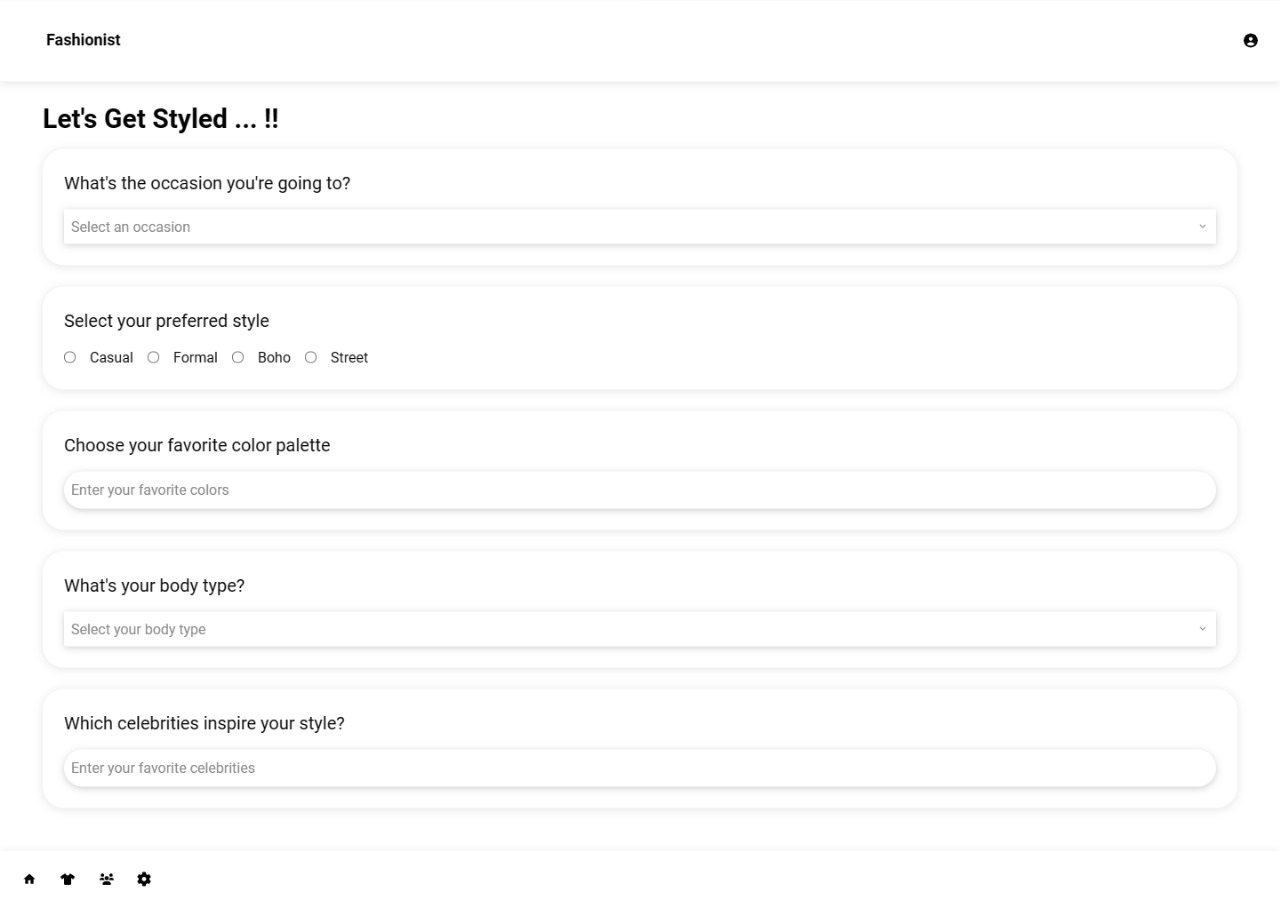 Fashionist
Let's Get Styled ... !!
What's the occasion you're going to?
Select an occasion
Select your preferred style
Casual Formal Boho Street
Choose your favorite color palette
Enter your favorite colors
What's your body type?
Select your body type
Which celebrities inspire your style?
Enter your favorite celebrities